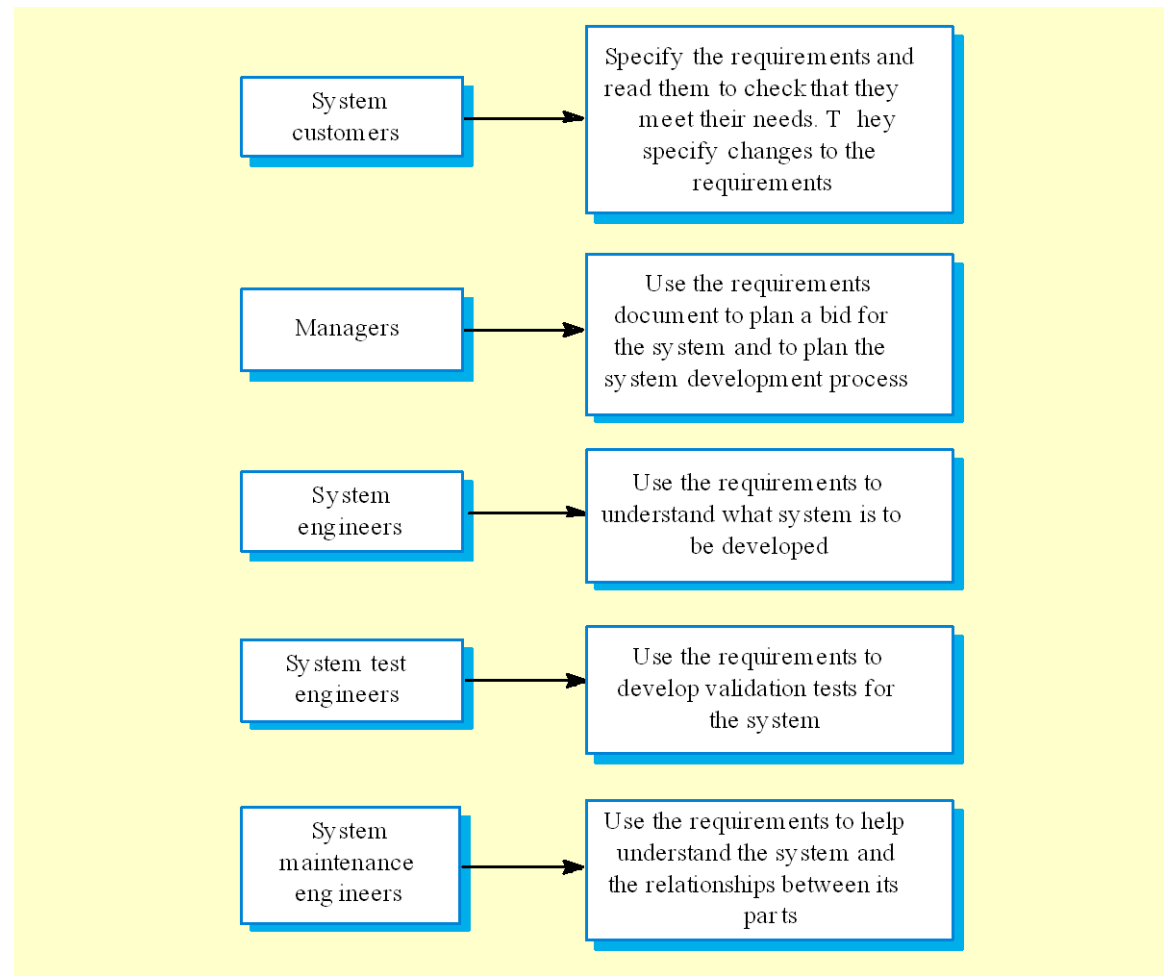 System
customers
Specify the requirements and
read them to check that they
meet their needs. T hey
specify changes to the
requirements
Managers
Use the requirements
document to plan a bid for
the system and to plan the
system development process
System
engineers
Use the requirements to
understand what system is to
be developed
System test
engineers
Use the requirements to
develop validation tests for
the system
System
maintenance
engineers
Use the requirements to help
understand the system and
the relationships between its
parts